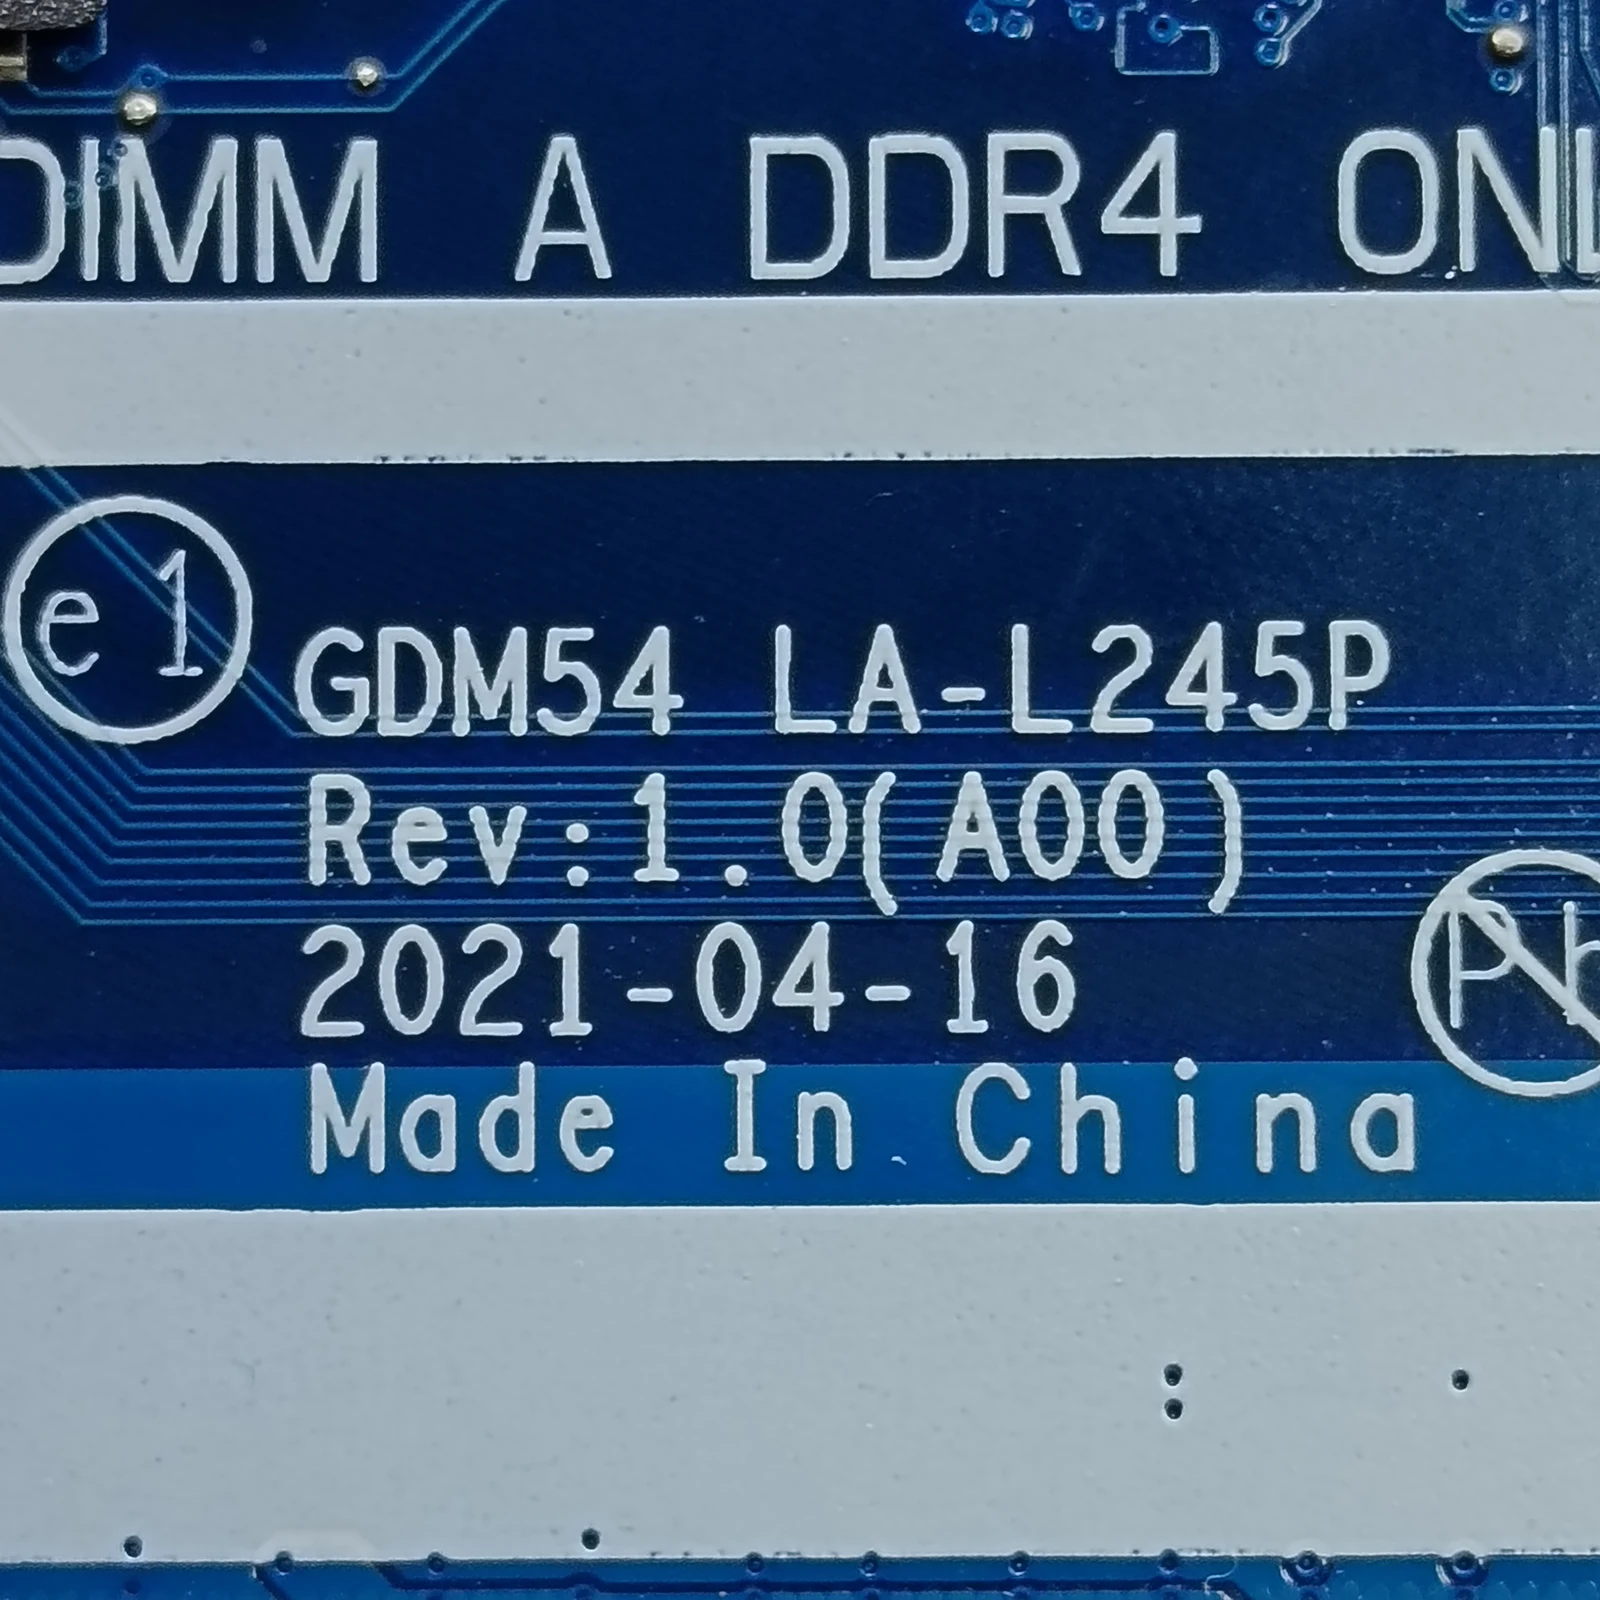 DIMM A DDR4 ONL
e1
GDM54 LA-L245P
Rev:1.0(A00)
Pb
2021-04-16
Made In China